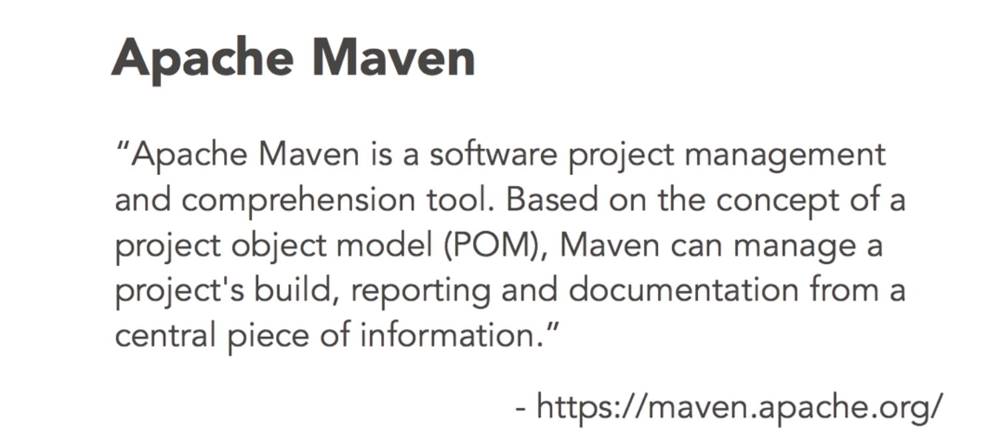 Apache Maven
“Apache Maven is a software project management
and comprehension tool. Based on the concept of a
project object model (POM), Maven can manage a
project's build, reporting and documentation from a
central piece of information.”
- https://maven.apache.org/